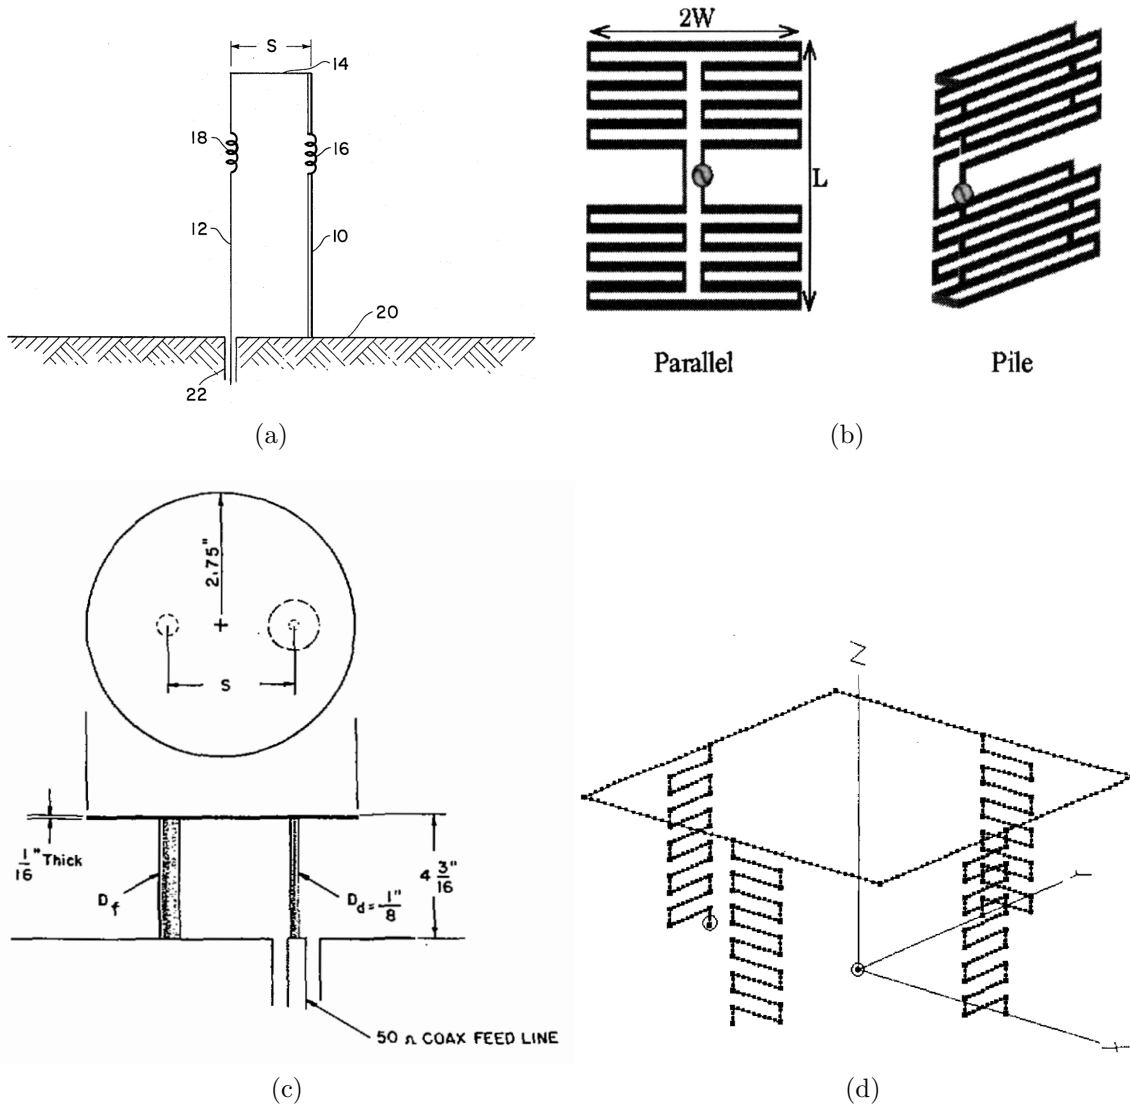 S
14
18
16
12
10
20
22
(a)
2W
L
Parallel
Pile
(b)
2.75"
S
1/16" Thick
D_f
D_d = 1/8"
4 3/16"
50 Ω COAX FEED LINE
(c)
Z
Y
X
(d)